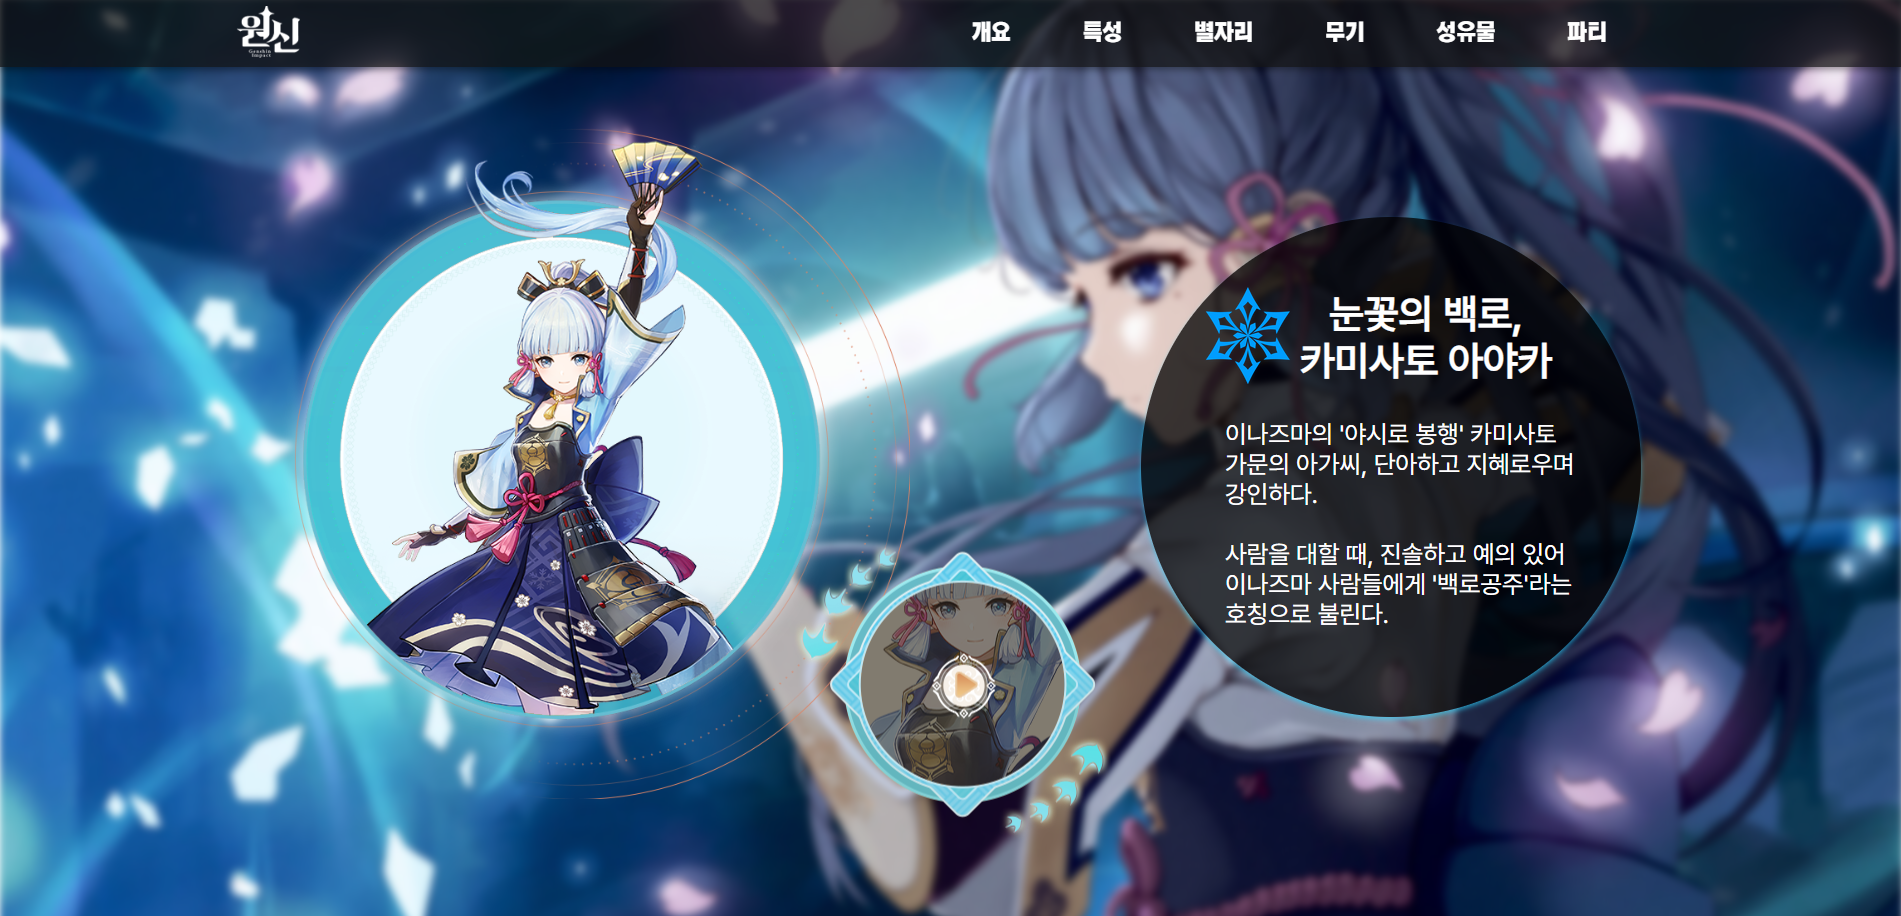 원신
Genshin
Impact
개요
특성
별자리
무기
성유물
파티
눈꽃의 백로,
카미사토 아야카
이나즈마의 '야시로 봉행' 카미사토
가문의 아가씨, 단아하고 지혜로우며
강인하다.
사람을 대할 때, 진솔하고 예의 있어
이나즈마 사람들에게 '백로공주'라는
호칭으로 불린다.